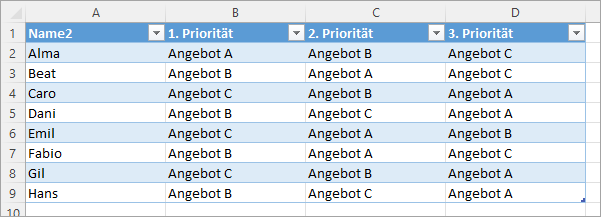 A B C D
1 Name2 1. Priorität 2. Priorität 3. Priorität
2 Alma Angebot A Angebot B Angebot C
3 Beat Angebot B Angebot A Angebot C
4 Caro Angebot C Angebot B Angebot A
5 Dani Angebot B Angebot C Angebot A
6 Emil Angebot C Angebot A Angebot B
7 Fabio Angebot B Angebot A Angebot C
8 Gil Angebot C Angebot B Angebot A
9 Hans Angebot B Angebot C Angebot A
10